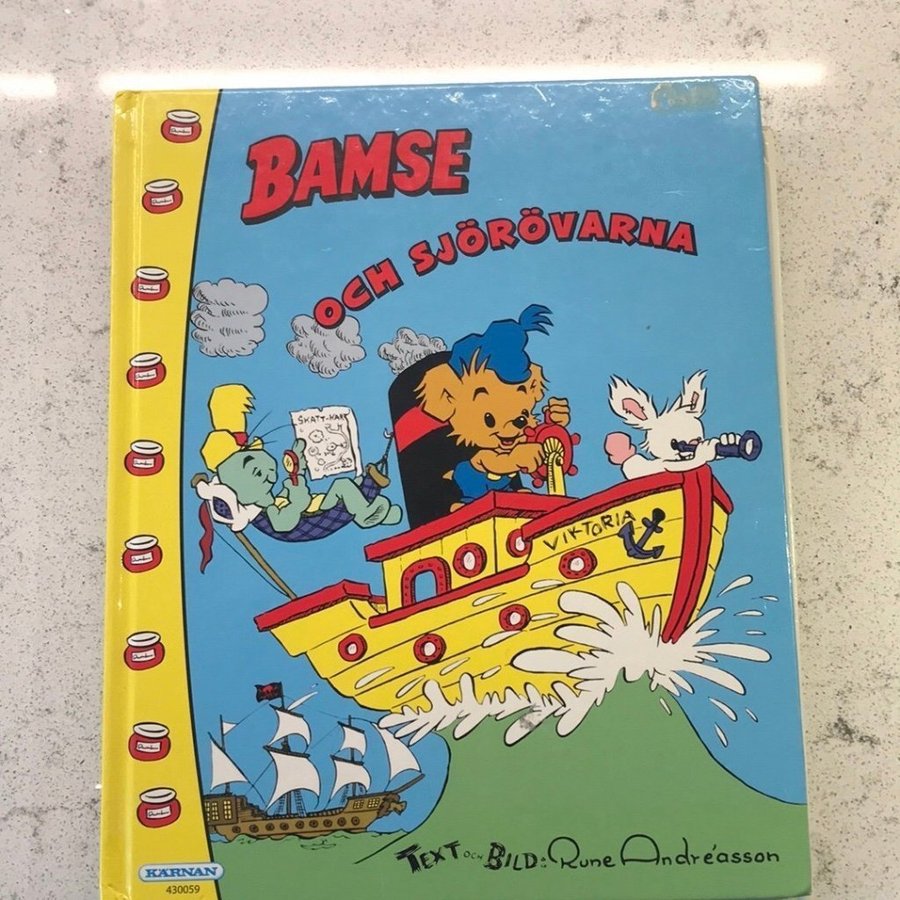 BAMSE
OCH SJÖRÖVARNA
SKATT-KART
VIKTORIA
TEXT OCH BILD: Rune Andréasson
KÄRNAN
430059